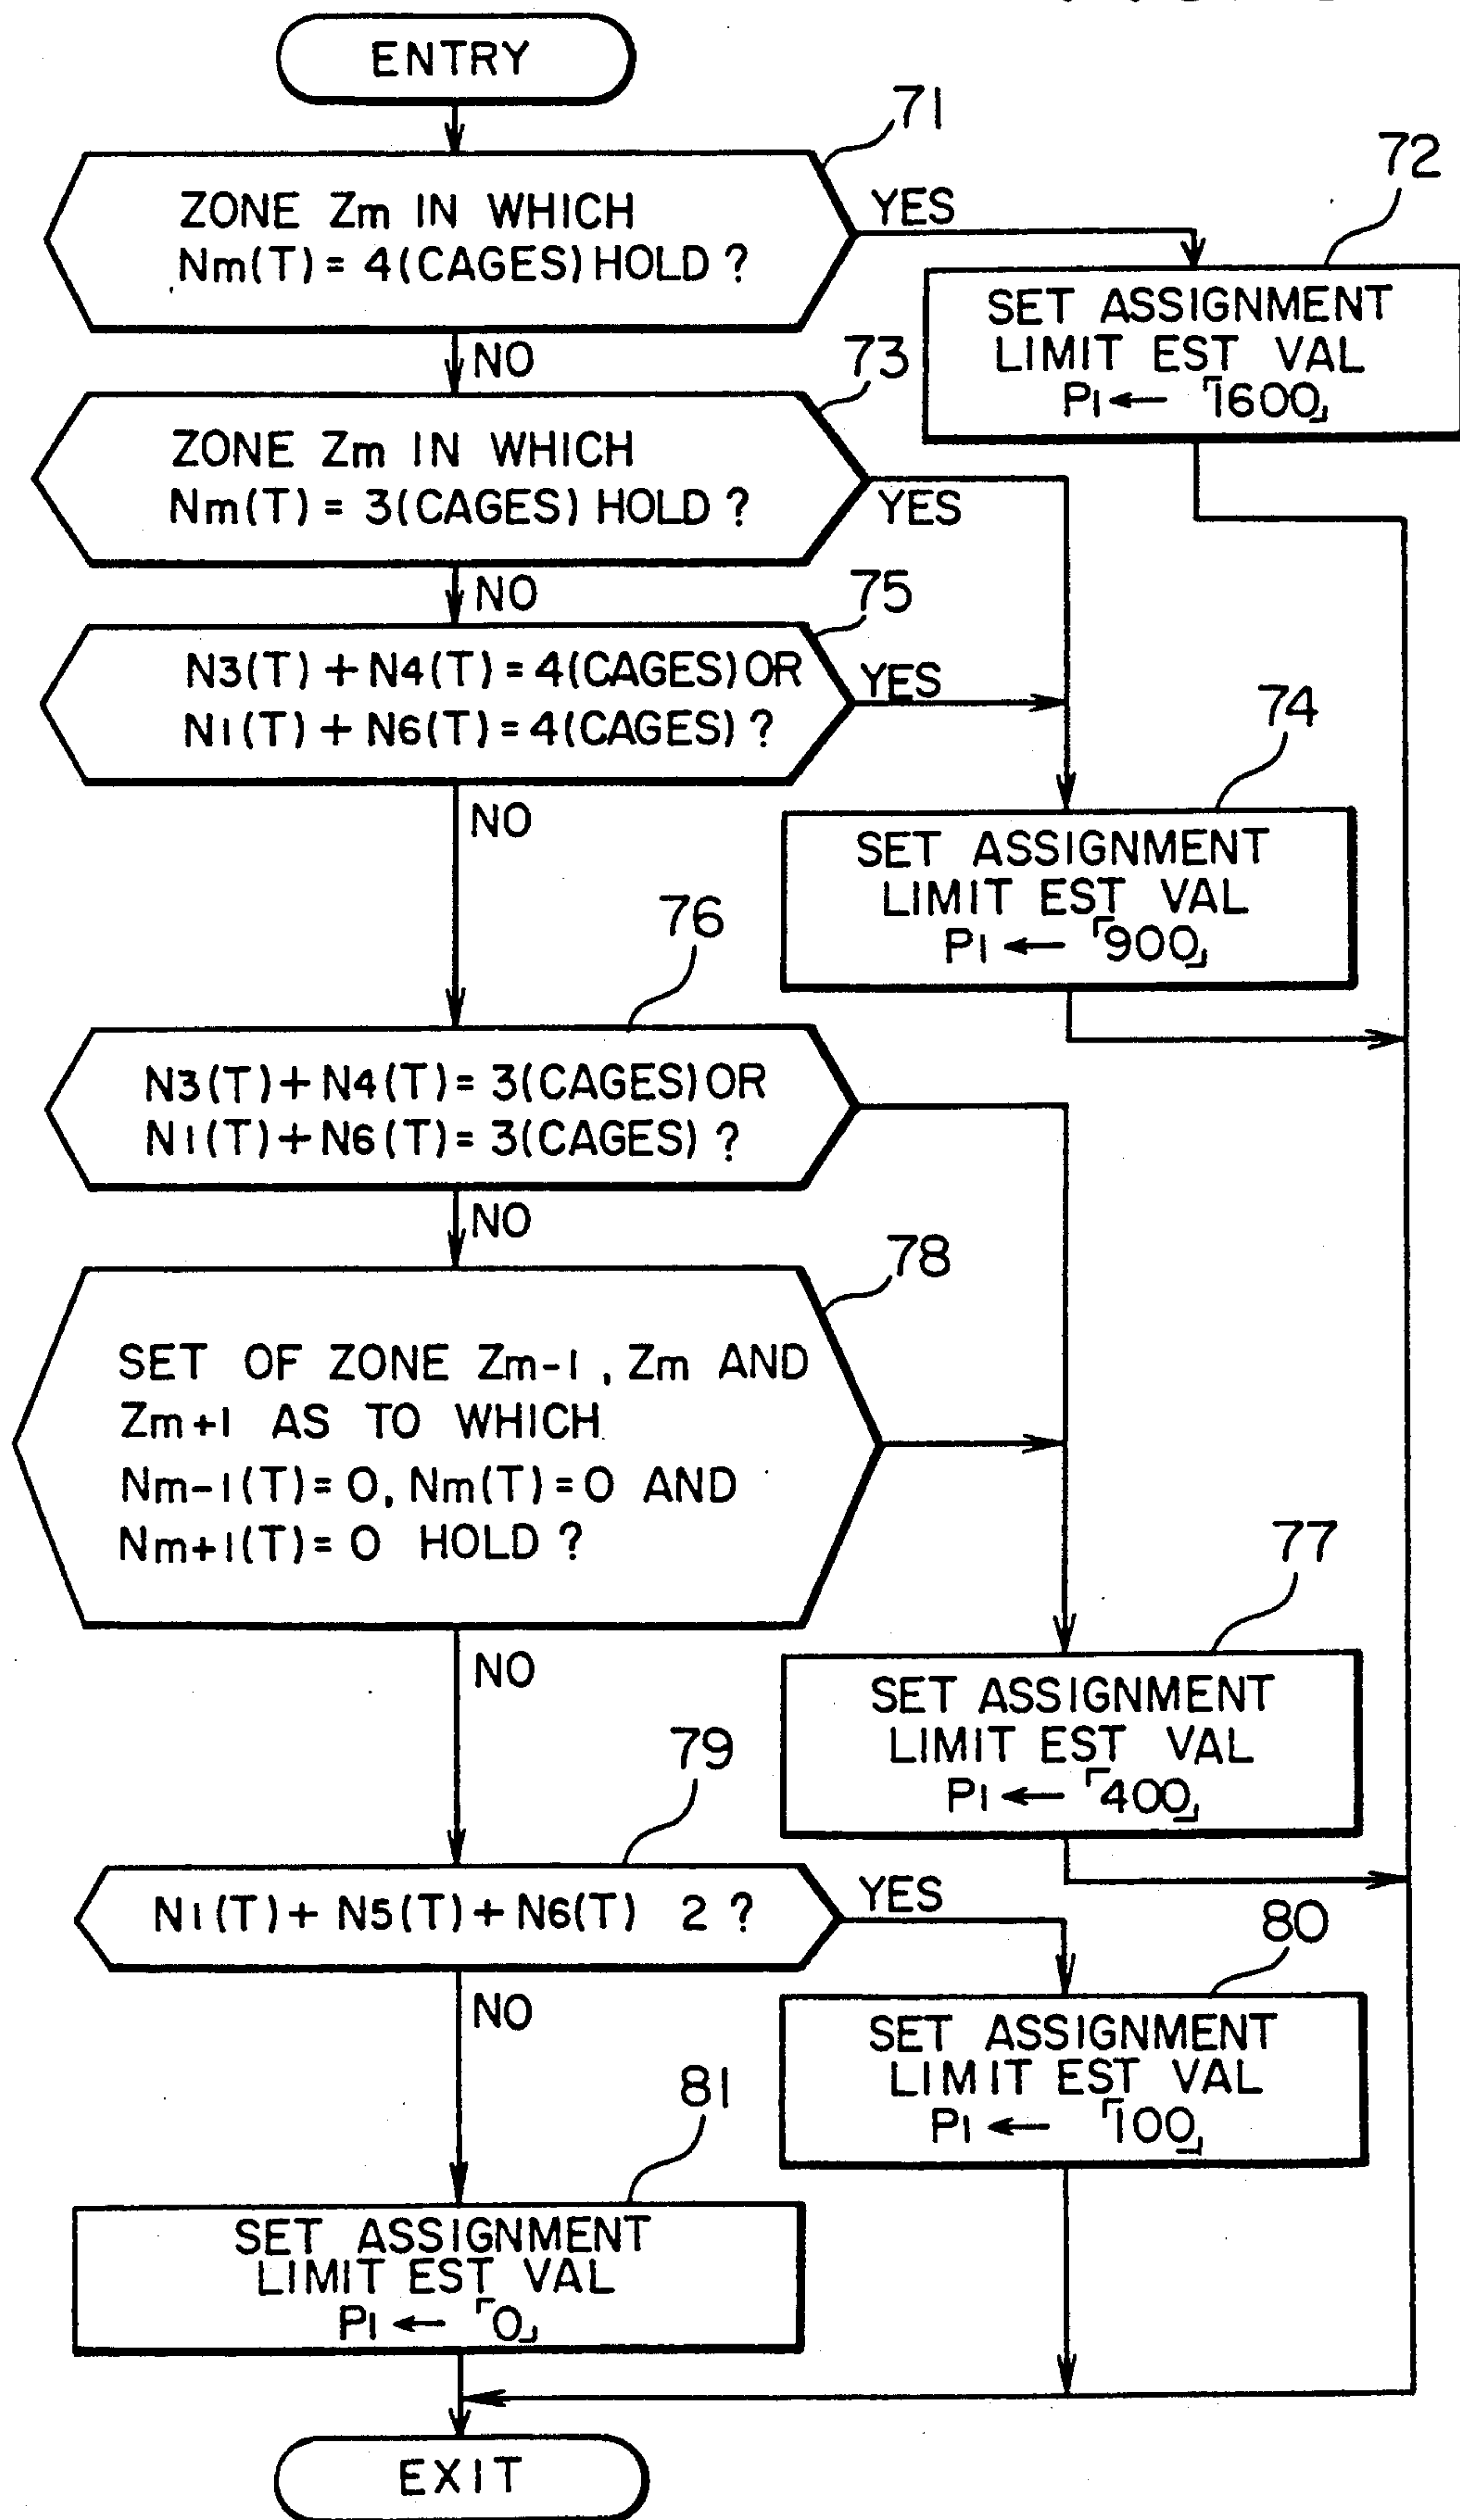 ENTRY
71
ZONE Zm IN WHICH
Nm(T) = 4(CAGES) HOLD ?
YES
72
SET ASSIGNMENT
LIMIT EST VAL
P1 ← 「1600」
NO
73
ZONE Zm IN WHICH
Nm(T) = 3(CAGES) HOLD ?
YES
NO
75
N3(T) + N4(T) = 4(CAGES) OR
N1(T) + N6(T) = 4(CAGES) ?
YES
74
SET ASSIGNMENT
LIMIT EST VAL
P1 ← 「900」
NO
76
N3(T) + N4(T) = 3(CAGES) OR
N1(T) + N6(T) = 3(CAGES) ?
NO
78
SET OF ZONE Zm-1 , Zm AND
Zm+1 AS TO WHICH
Nm-1(T) = 0, Nm(T) = 0 AND
Nm+1(T) = 0 HOLD ?
77
SET ASSIGNMENT
LIMIT EST VAL
P1 ← 「400」
NO
79
N1(T) + N5(T) + N6(T) 2 ?
YES
80
SET ASSIGNMENT
LIMIT EST VAL
P1 ← 「100」
NO
81
SET ASSIGNMENT
LIMIT EST VAL
P1 ← 「0」
EXIT